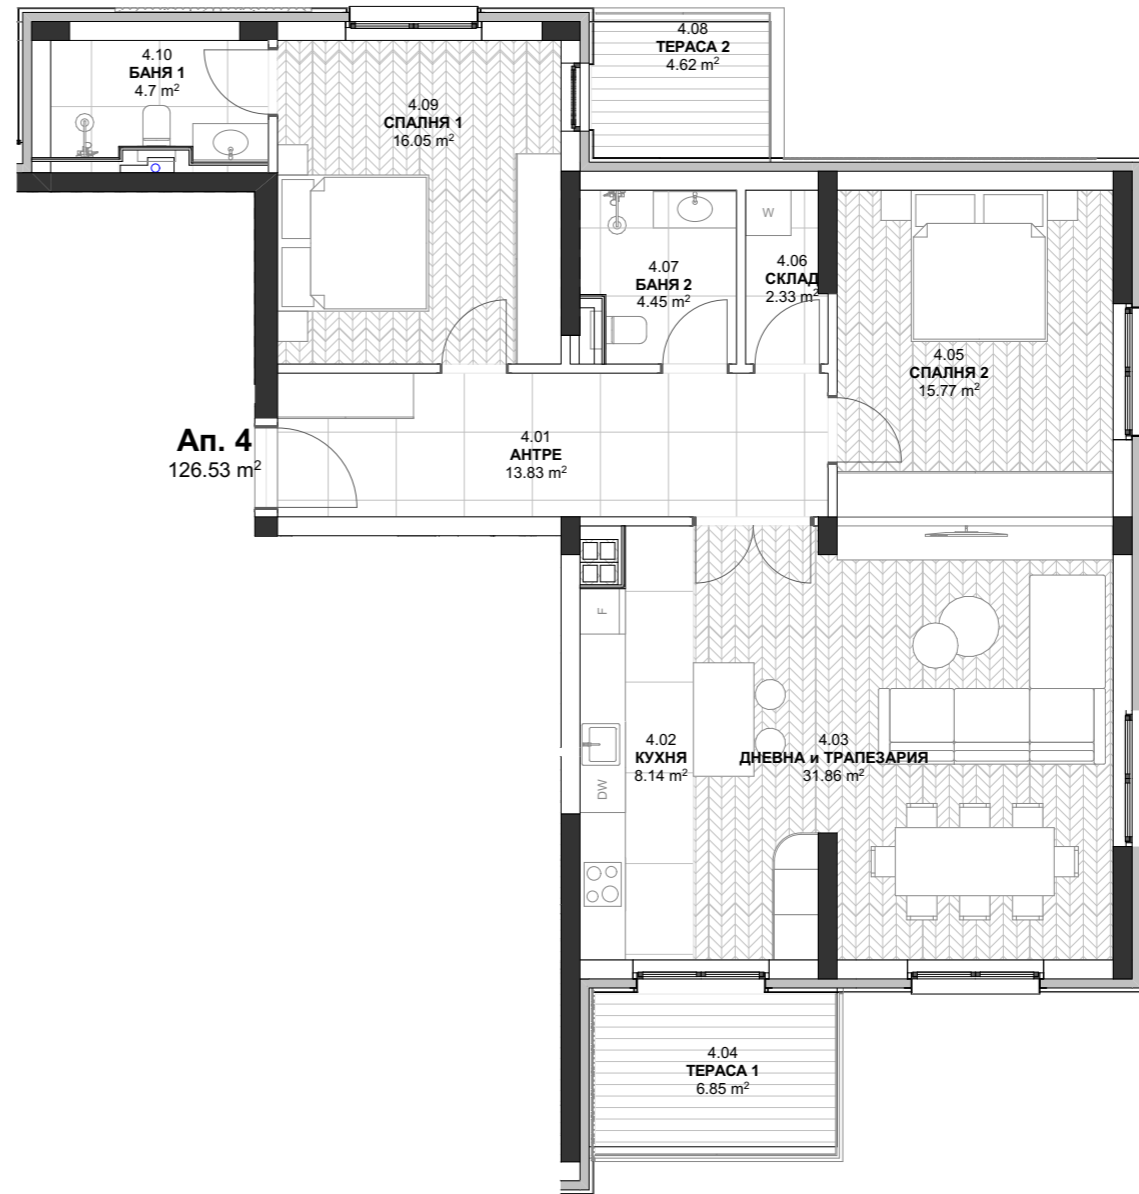 4.08
ТЕРАСА 2
4.62 m²
4.10
БАНЯ 1
4.7 m²
4.09
СПАЛНЯ 1
16.05 m²
W
4.07
БАНЯ 2
4.45 m²
4.06
СКЛАД
2.33 m²
4.05
СПАЛНЯ 2
15.77 m²
Ап. 4
126.53 m²
4.01
АНТРЕ
13.83 m²
F
4.02
КУХНЯ
8.14 m²
4.03
ДНЕВНА и ТРАПЕЗАРИЯ
31.86 m²
DW
4.04
ТЕРАСА 1
6.85 m²